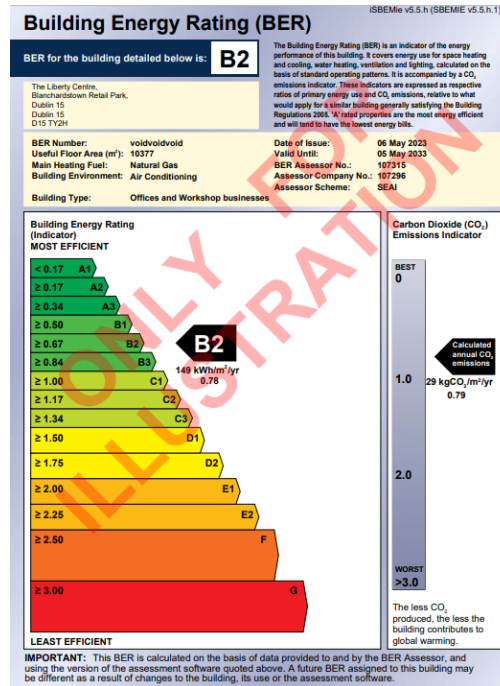 iSBEMie v5.5.h (SBEMIE v5.5.h.1)
Building Energy Rating (BER)
BER for the building detailed below is: B2
The Building Energy Rating (BER) is an indicator of the energy
performance of this building. It covers energy use for space heating
and cooling, water heating, ventilation and lighting, calculated on the
basis of standard operating patterns. It is accompanied by a CO₂
emissions indicator. These indicators are expressed as respective
ratios of primary energy use and CO₂ emissions, relative to what
would apply for a similar building generally satisfying the Building
Regulations 2005. 'A' rated properties are the most energy efficient
and will tend to have the lowest energy bills.
The Liberty Centre,
Blanchardstown Retail Park,
Dublin 15
Dublin 15
D15 TY2H
BER Number: voidvoidvoid
Useful Floor Area (m²): 10377
Main Heating Fuel: Natural Gas
Building Environment: Air Conditioning
Building Type: Offices and Workshop businesses
Date of Issue: 06 May 2023
Valid Until: 05 May 2033
BER Assessor No.: 107315
Assessor Company No.: 107296
Assessor Scheme: SEAI
ONLY FOR
ILLUSTRATION
Building Energy Rating
(Indicator)
MOST EFFICIENT
< 0.17 A1
≥ 0.17 A2
≥ 0.34 A3
≥ 0.50 B1
≥ 0.67 B2
≥ 0.84 B3
≥ 1.00 C1
≥ 1.17 C2
≥ 1.34 C3
≥ 1.50 D1
≥ 1.75 D2
≥ 2.00 E1
≥ 2.25 E2
≥ 2.50 F
≥ 3.00 G
LEAST EFFICIENT
B2
149 kWh/m²/yr
0.78
Carbon Dioxide (CO₂)
Emissions Indicator
BEST
0
1.0
2.0
WORST
>3.0
Calculated
annual CO₂
emissions
29 kgCO₂/m²/yr
0.79
The less CO₂
produced, the less the
building contributes to
global warming.
IMPORTANT: This BER is calculated on the basis of data provided to and by the BER Assessor, and
using the version of the assessment software quoted above. A future BER assigned to this building may
be different as a result of changes to the building, its use or the assessment software.